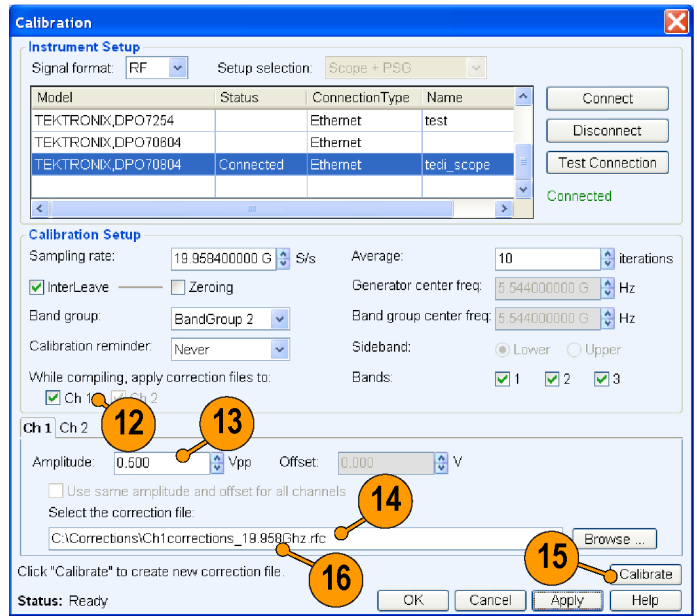 Calibration
Instrument Setup
Signal format: RF Setup selection: Scope + PSG
Model Status ConnectionType Name
TEKTRONIX,DPO7254 Ethernet test
TEKTRONIX,DPO70604 Ethernet
TEKTRONIX,DPO70804 Connected Ethernet tedi_scope
Connect
Disconnect
Test Connection
Connected
Calibration Setup
Sampling rate: 19.958400000 G S/s Average: 10 iterations
InterLeave Zeroing Generator center freq: 5.544000000 G Hz
Band group: BandGroup 2 Band group center freq: 5.544000000 G Hz
Calibration reminder: Never Sideband: Lower Upper
While compiling, apply correction files to: Bands: 1 2 3
Ch 1 Ch 2
12
13
Ch 1 Ch 2
Amplitude: 0.500 Vpp Offset: 0.000 V
Use same amplitude and offset for all channels
14
Select the correction file:
C:\Corrections\Ch1corrections_19.958Ghz.rfc Browse ...
15
16
Click "Calibrate" to create new correction file. Calibrate
Status: Ready OK Cancel Apply Help